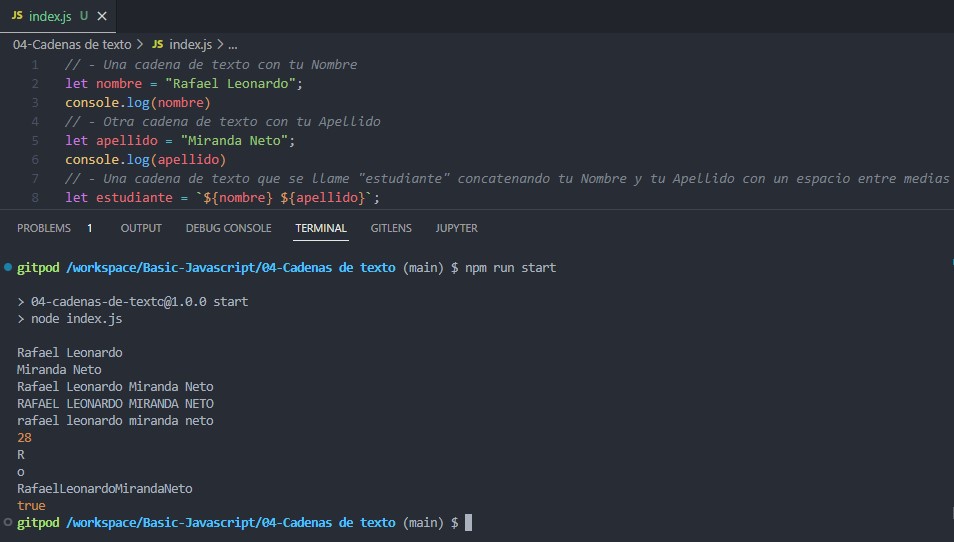 JS index.js U
04-Cadenas de texto > JS index.js > ...
1 // - Una cadena de texto con tu Nombre
2 let nombre = "Rafael Leonardo";
3 console.log(nombre)
4 // - Otra cadena de texto con tu Apellido
5 let apellido = "Miranda Neto";
6 console.log(apellido)
7 // - Una cadena de texto que se llame "estudiante" concatenando tu Nombre y tu Apellido con un espacio entre medias
8 let estudiante = `${nombre} ${apellido}`;
PROBLEMS 1 OUTPUT DEBUG CONSOLE TERMINAL GITLENS JUPYTER
gitpod /workspace/Basic-Javascript/04-Cadenas de texto (main) $ npm run start
> 04-cadenas-de-texto@1.0.0 start
> node index.js
Rafael Leonardo
Miranda Neto
Rafael Leonardo Miranda Neto
RAFAEL LEONARDO MIRANDA NETO
rafael leonardo miranda neto
28
R
o
RafaelLeonardoMirandaNeto
true
gitpod /workspace/Basic-Javascript/04-Cadenas de texto (main) $